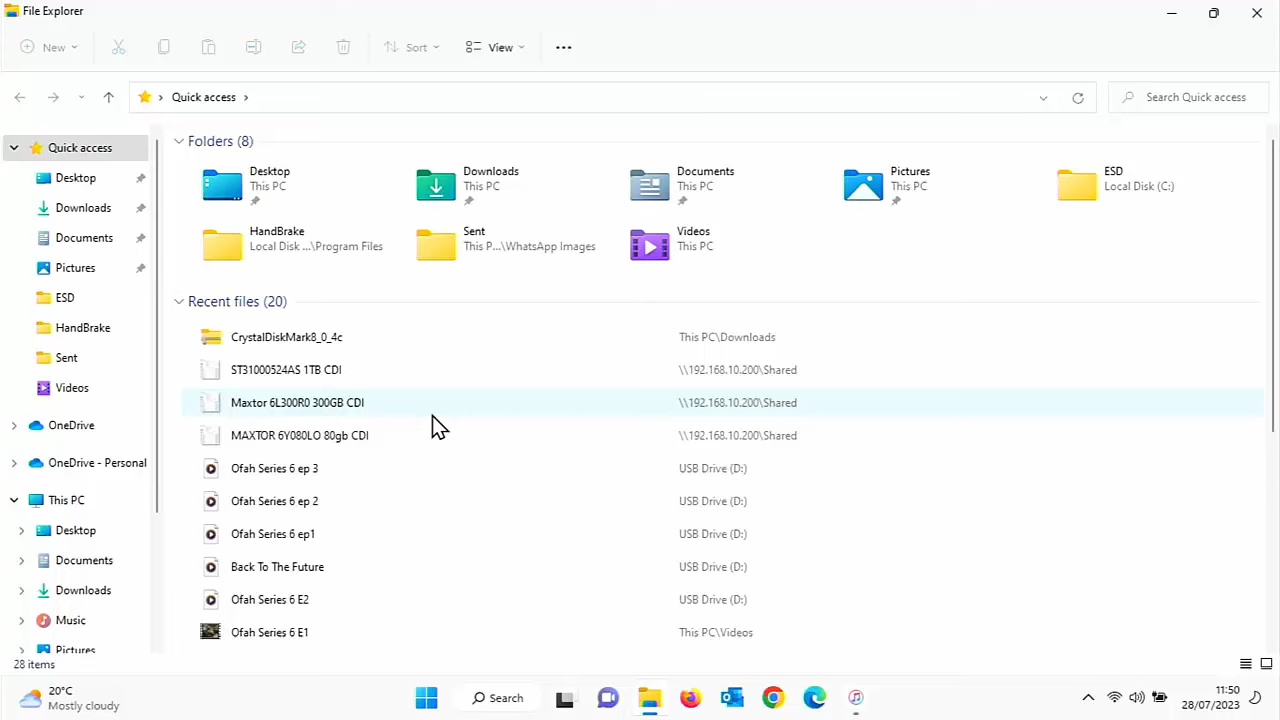 File Explorer
New
Sort
View
Quick access
Search Quick access
Quick access
Desktop
Downloads
Documents
Pictures
ESD
HandBrake
Sent
Videos
OneDrive
OneDrive - Personal
This PC
Desktop
Documents
Downloads
Music
Pictures
Folders (8)
Desktop
This PC
Downloads
This PC
Documents
This PC
Pictures
This PC
ESD
Local Disk (C:)
HandBrake
Local Disk ...\Program Files
Sent
This P...\WhatsApp Images
Videos
This PC
Recent files (20)
CrystalDiskMark8_0_4c This PC\Downloads
ST31000524AS 1TB CDI \\192.168.10.200\Shared
Maxtor 6L300R0 300GB CDI \\192.168.10.200\Shared
MAXTOR 6Y080LO 80gb CDI \\192.168.10.200\Shared
Ofah Series 6 ep 3 USB Drive (D:)
Ofah Series 6 ep 2 USB Drive (D:)
Ofah Series 6 ep1 USB Drive (D:)
Back To The Future USB Drive (D:)
Ofah Series 6 E2 USB Drive (D:)
Ofah Series 6 E1 This PC\Videos
28 items
20°C
Mostly cloudy
Search
11:50
28/07/2023